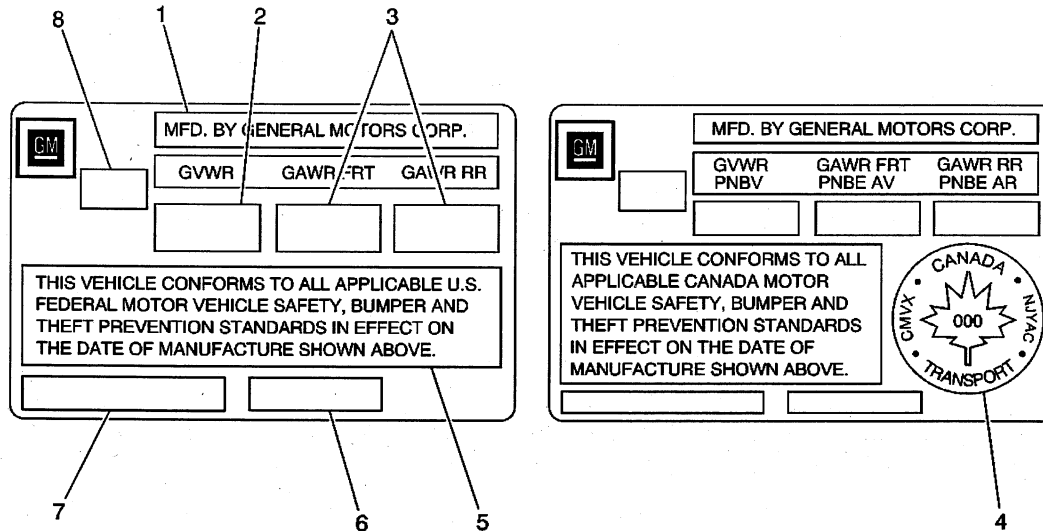 8
1
2
3
GM
MFD. BY GENERAL MOTORS CORP.
GVWR GAWR FRT GAWR RR
THIS VEHICLE CONFORMS TO ALL APPLICABLE U.S.
FEDERAL MOTOR VEHICLE SAFETY, BUMPER AND
THEFT PREVENTION STANDARDS IN EFFECT ON
THE DATE OF MANUFACTURE SHOWN ABOVE.
7
6
5
GM
MFD. BY GENERAL MOTORS CORP.
GVWR GAWR FRT GAWR RR
PNBV PNBE AV PNBE AR
THIS VEHICLE CONFORMS TO ALL
APPLICABLE CANADA MOTOR
VEHICLE SAFETY, BUMPER AND
THEFT PREVENTION STANDARDS
IN EFFECT ON THE DATE OF
MANUFACTURE SHOWN ABOVE.
CANADA
CMVX
000
NJYAC
TRANSPORT
4